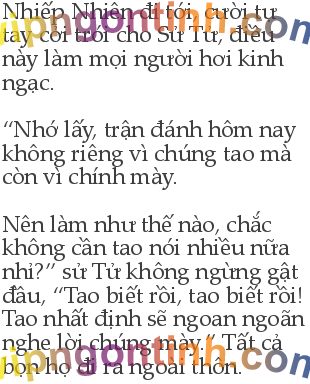 Nhiếp Nhiên đi tới, cười tự
tay cởi trói cho Sử Tử, điều
này làm mọi người hơi kinh
ngạc.
“Nhớ lấy, trận đánh hôm nay
không riêng vì chúng tao mà
còn vì chính mày.
Nên làm như thế nào, chắc
không cần tao nói nhiều nữa
nhỉ?” sử Tử không ngừng gật
đầu, “Tao biết rồi, tao biết rồi!
Tao nhất định sẽ ngoan ngoãn
nghe lời chúng mày.“ Tất cả
bọn họ đi ra ngoài thôn.